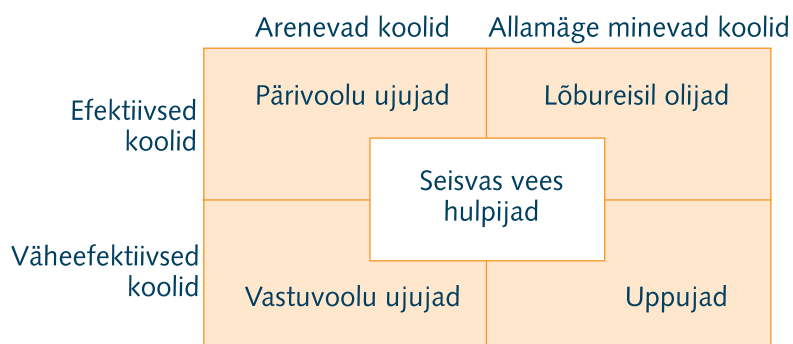 Arenevad koolid
Allamäge minevad koolid
Efektiivsed
koolid
Pärivoolu ujujad
Lõbureisil olijad
Seisvas vees
hulpijad
Väheefektiivsed
koolid
Vastuvoolu ujujad
Uppujad